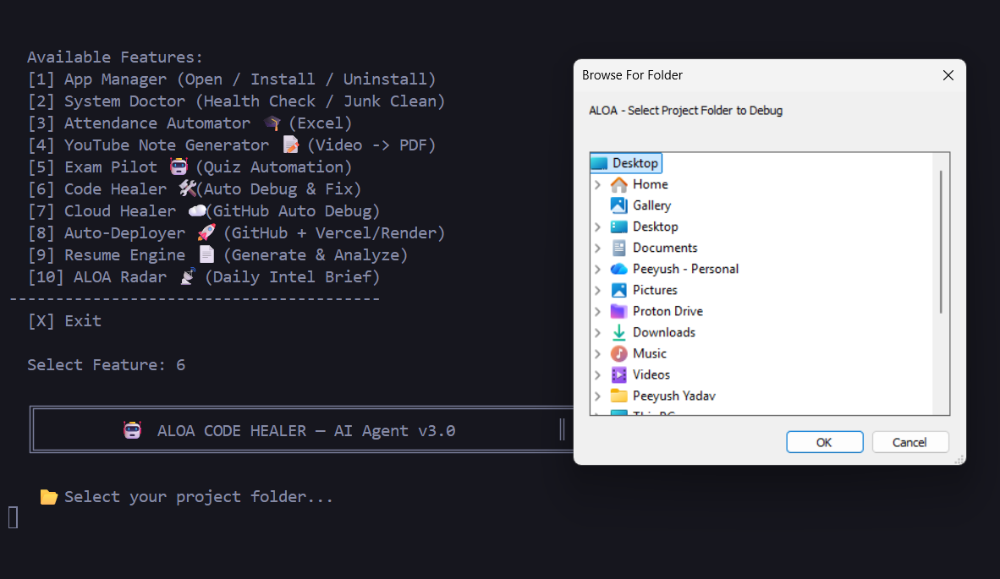 Available Features:
[1] App Manager (Open / Install / Uninstall)
[2] System Doctor (Health Check / Junk Clean)
[3] Attendance Automator 🎓 (Excel)
[4] YouTube Note Generator 📝 (Video -> PDF)
[5] Exam Pilot 🤖 (Quiz Automation)
[6] Code Healer 🛠(Auto Debug & Fix)
[7] Cloud Healer ☁(GitHub Auto Debug)
[8] Auto-Deployer 🚀 (GitHub + Vercel/Render)
[9] Resume Engine 📄 (Generate & Analyze)
[10] ALOA Radar 📡 (Daily Intel Brief)
----------------------------------------
[X] Exit
Select Feature: 6
🤖 ALOA CODE HEALER — AI Agent v3.0
📂 Select your project folder...
Browse For Folder
ALOA - Select Project Folder to Debug
Desktop
Home
Gallery
Desktop
Documents
Peeyush - Personal
Pictures
Proton Drive
Downloads
Music
Videos
Peeyush Yadav
This PC
OK
Cancel